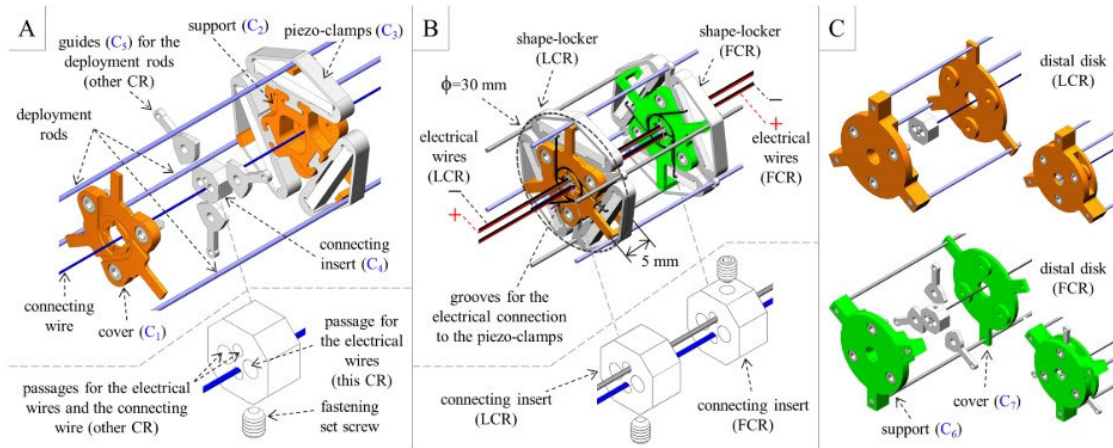 A
support (C₂)
piezo-clamps (C₃)
guides (C₅) for the
deployment rods
(other CR)
deployment
rods
connecting
insert (C₄)
connecting
wire
cover (C₁)
passage for
the electrical
wires
(this CR)
passages for the electrical
wires and the connecting
wire (other CR)
fastening
set screw
B
shape-locker
(LCR)
shape-locker
(FCR)
ϕ=30 mm
electrical
wires
(LCR)
−
+
−
+
electrical
wires
(FCR)
5 mm
grooves for the
electrical connection
to the piezo-clamps
connecting insert
(LCR)
connecting insert
(FCR)
C
distal disk
(LCR)
distal disk
(FCR)
cover (C₇)
support (C₆)